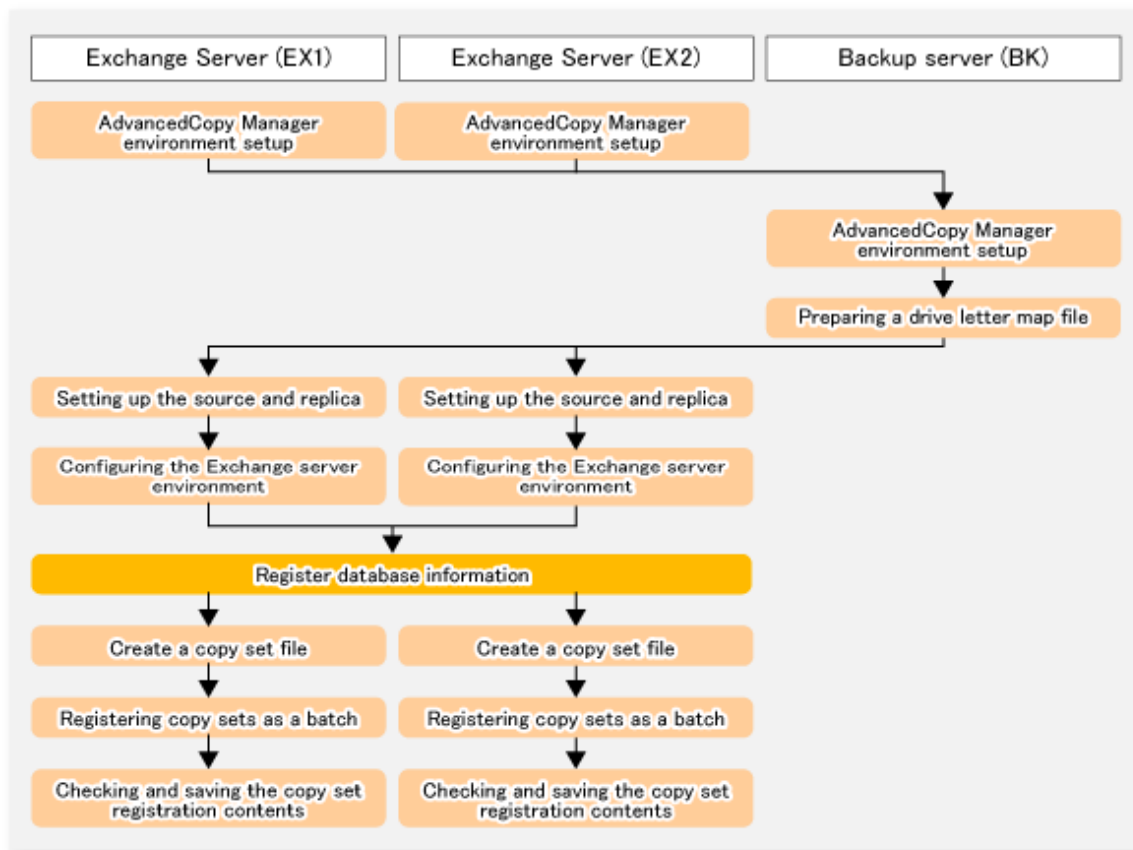 Exchange Server (EX1)
Exchange Server (EX2)
Backup server (BK)
AdvancedCopy Manager
environment setup
AdvancedCopy Manager
environment setup
AdvancedCopy Manager
environment setup
Preparing a drive letter map file
Setting up the source and replica
Setting up the source and replica
Configuring the Exchange server
environment
Configuring the Exchange server
environment
Register database information
Create a copy set file
Create a copy set file
Registering copy sets as a batch
Registering copy sets as a batch
Checking and saving the copy set
registration contents
Checking and saving the copy set
registration contents